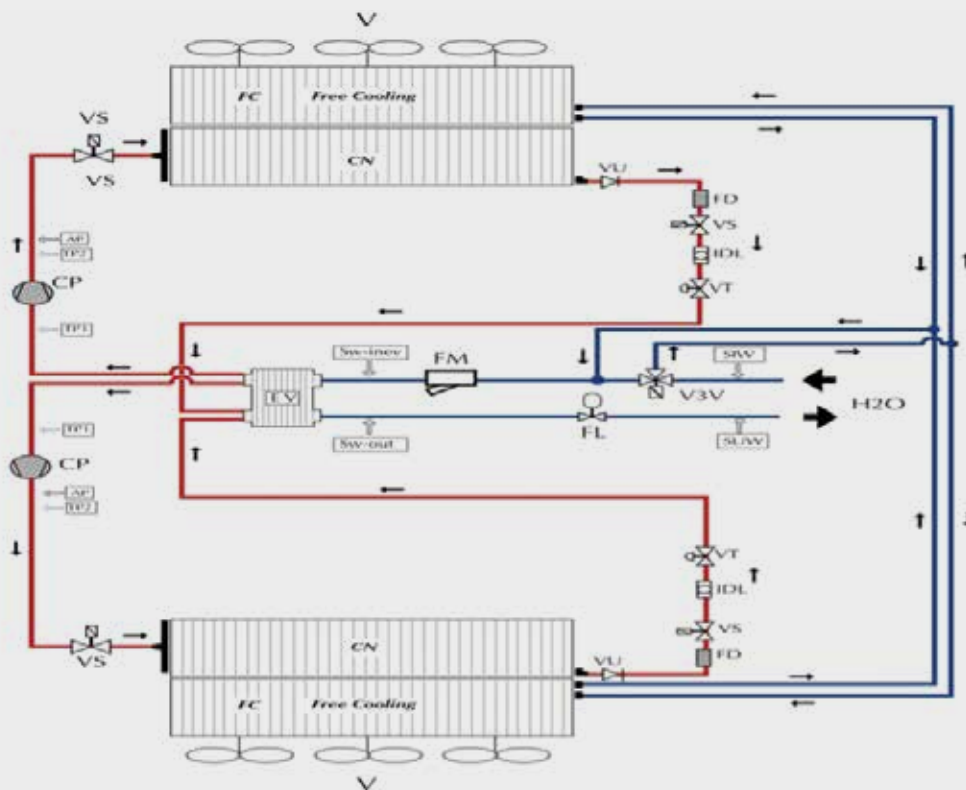 V
FC Free Cooling
VS
CN
VS
VU
FD
AP
VS
TP2
IDL
CP
VT
TP1
Sw-inev
FM
SIW
EV
V3V
H2O
TP1
Sw-out
FL
SUW
CP
AP
TP2
VT
IDL
CN
VS
VS
VU
FD
FC Free Cooling
V